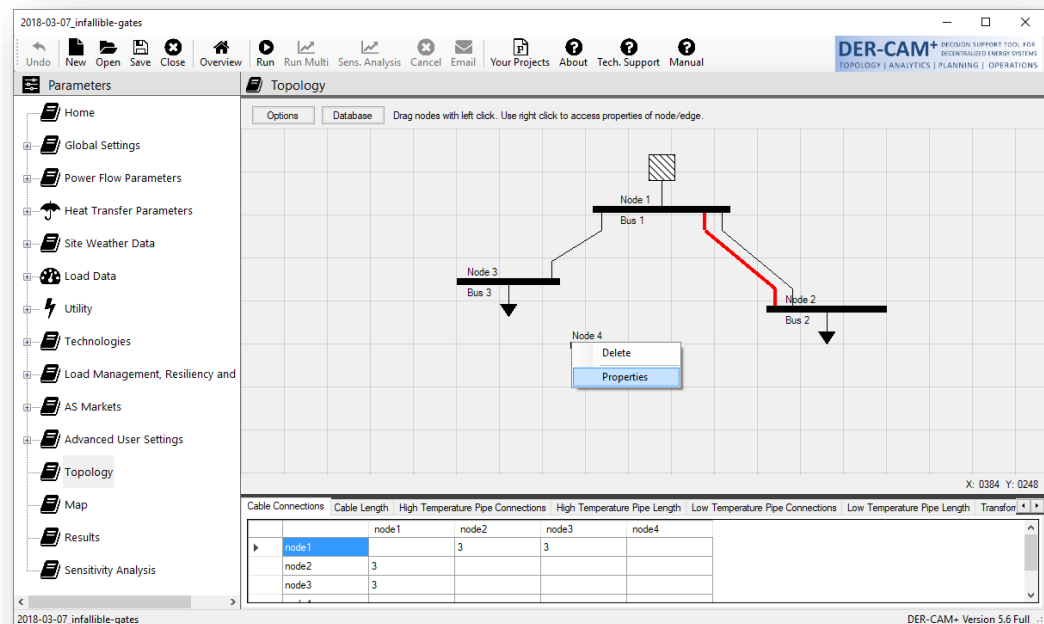 2018-03-07_infallible-gates
Undo New Open Save Close Overview Run Run Multi Sens. Analysis Cancel Email Your Projects About Tech. Support Manual
DER-CAM+ DECISION SUPPORT TOOL FOR
DECENTRALIZED ENERGY SYSTEMS
TOPOLOGY | ANALYTICS | PLANNING | OPERATIONS
Parameters
Home
Global Settings
Power Flow Parameters
Heat Transfer Parameters
Site Weather Data
Load Data
Utility
Technologies
Load Management, Resiliency and
AS Markets
Advanced User Settings
Topology
Map
Results
Sensitivity Analysis
Topology
Options Database Drag nodes with left click. Use right click to access properties of node/edge.
Node 1
Bus 1
Node 3
Bus 3
Node 2
Bus 2
Node 4
Delete
Properties
X: 0384 Y: 0248
Cable Connections Cable Length High Temperature Pipe Connections High Temperature Pipe Length Low Temperature Pipe Connections Low Temperature Pipe Length Transforr
node1 node2 node3 node4
node1 3 3
node2 3
node3 3
2018-03-07_infallible-gates
DER-CAM+ Version 5.6 Full